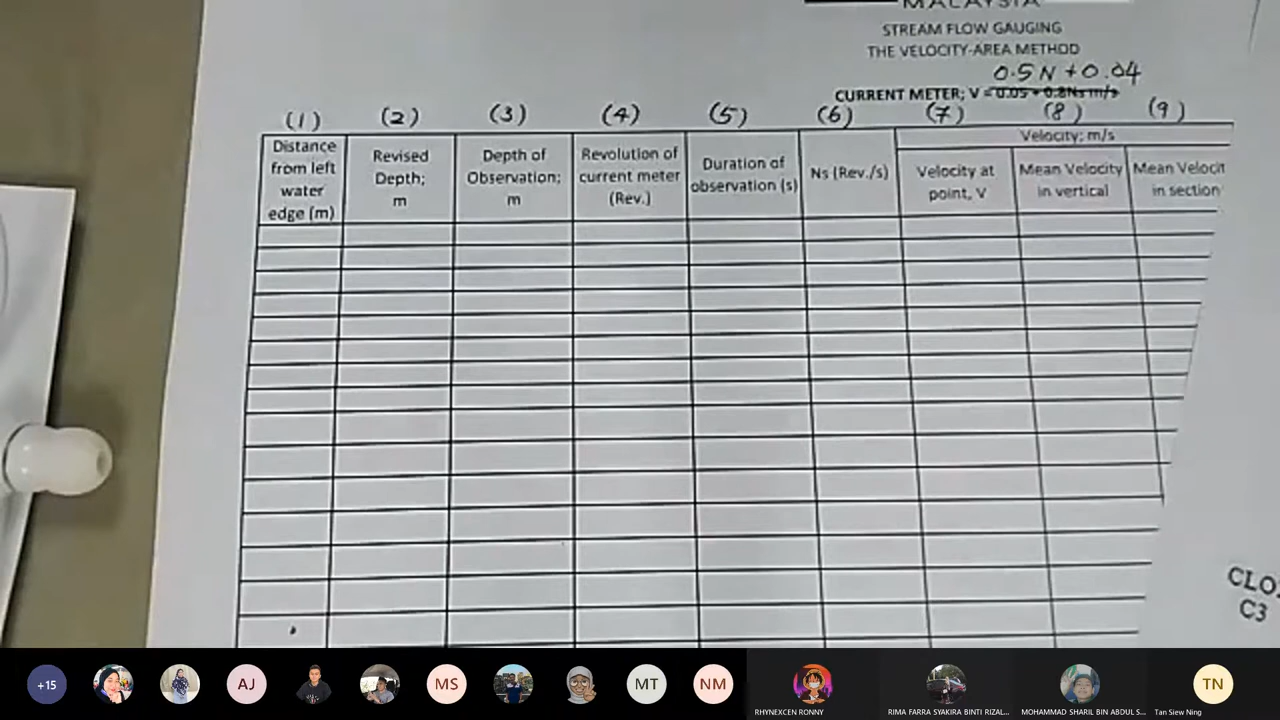 MALAYSIA
STREAM FLOW GAUGING
THE VELOCITY-AREA METHOD
0.5N + 0.04
CURRENT METER; V = 0.05 + 0.8Ns m/s
(1) (2) (3) (4) (5) (6) (7) (8) (9)
Velocity; m/s
Distance from left water edge (m)
Revised Depth; m
Depth of Observation; m
Revolution of current meter (Rev.)
Duration of observation (s)
Ns (Rev./s)
Velocity at point, V
Mean Velocity in vertical
Mean Velocit in section
CLO
C3
+15
AJ
MS
MT
NM
TN
RHYNEXCEN RONNY
RIMA FARRA SYAKIRA BINTI RIZAL...
MOHAMMAD SHARIL BIN ABDUL S...
Tan Siew Ning